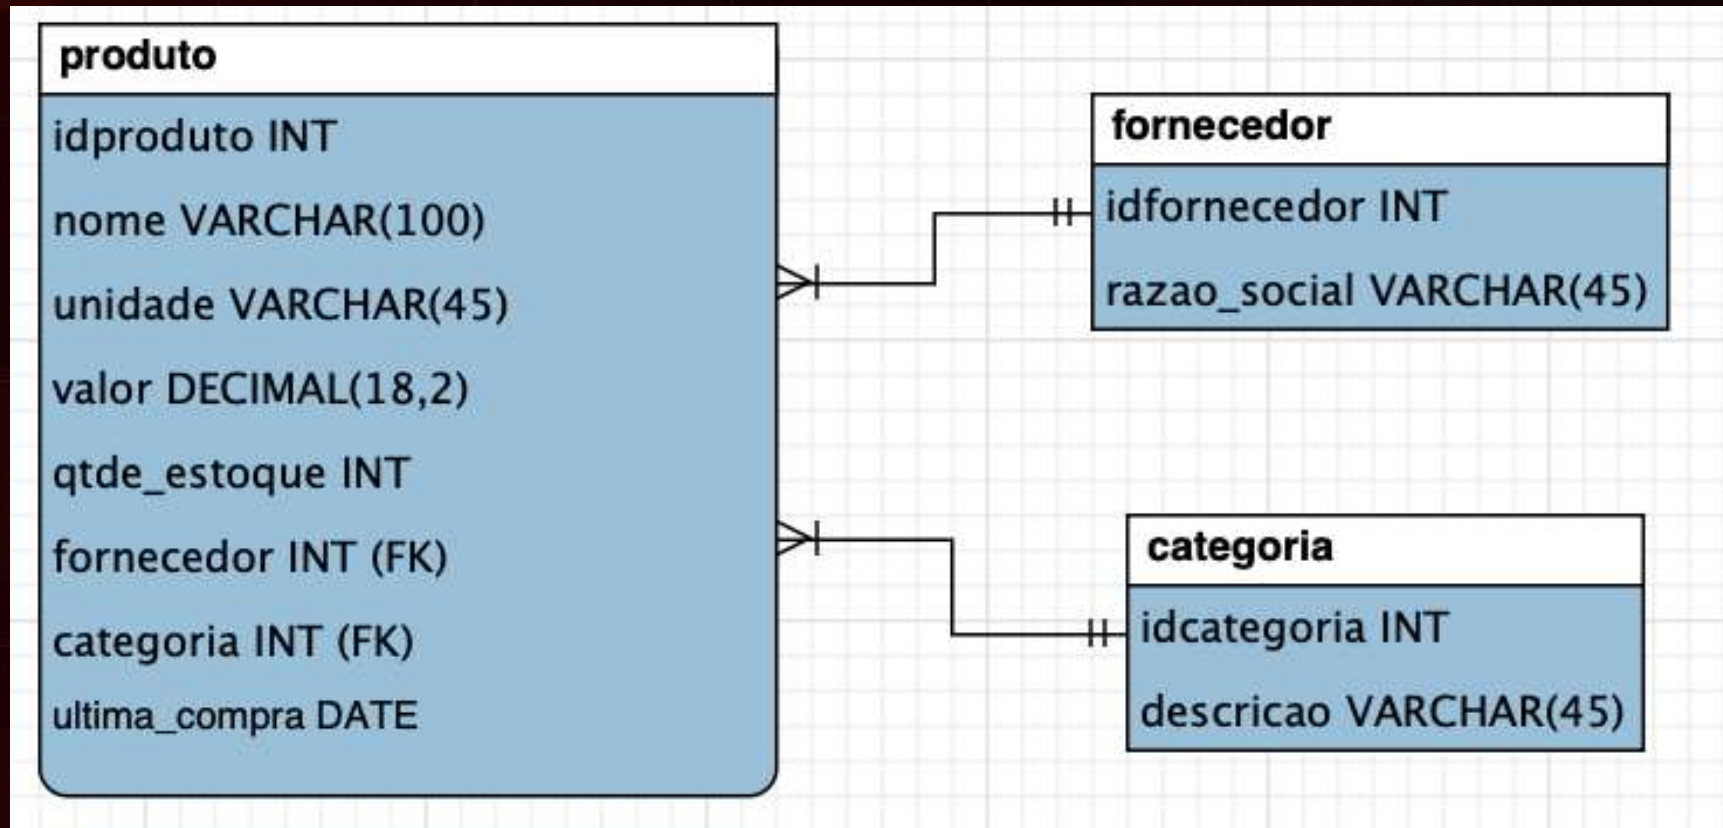 produto
idproduto INT
nome VARCHAR(100)
unidade VARCHAR(45)
valor DECIMAL(18,2)
qtde_estoque INT
fornecedor INT (FK)
categoria INT (FK)
ultima_compra DATE
fornecedor
idfornecedor INT
razao_social VARCHAR(45)
categoria
idcategoria INT
descricao VARCHAR(45)